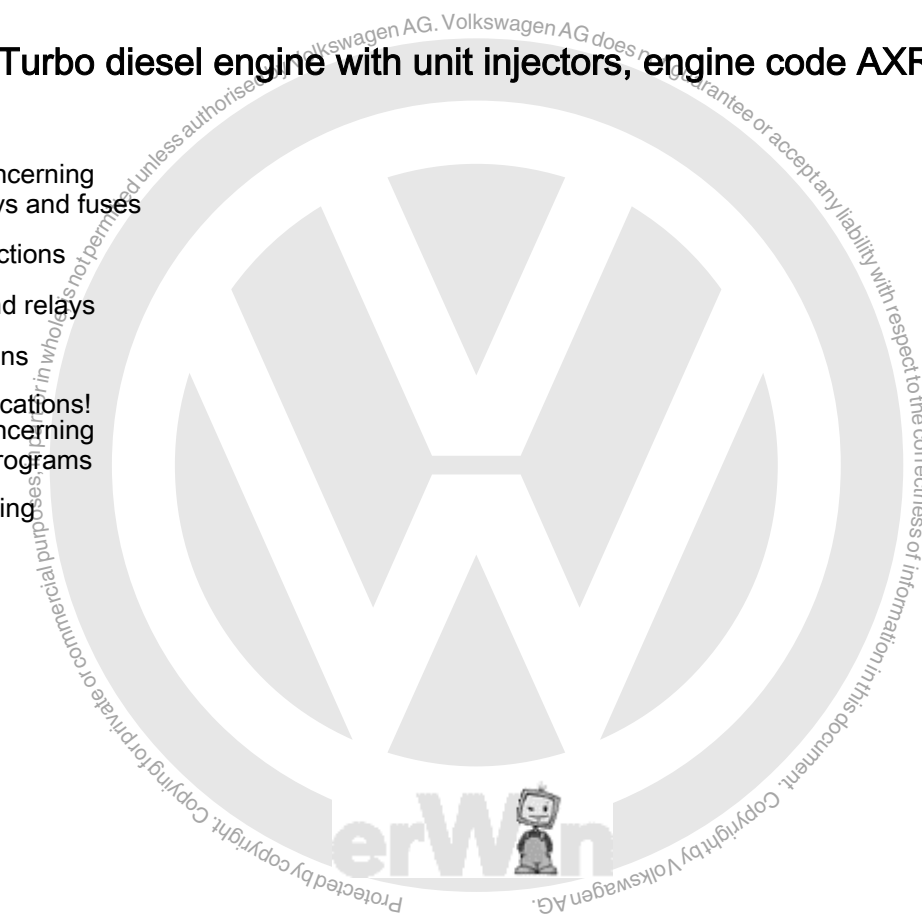 Turbo diesel engine with unit injectors, engine code AXR
ncerning
ys and fuses
ctions
d relays
ns
cations!
ncerning
rograms
ing
Protected by copyright. Copying for private or commercial purposes, in part or in whole, is not permitted unless authorised by Volkswagen AG. Volkswagen AG does not guarantee or accept any liability with respect to the correctness of information in this document. Copyright by Volkswagen AG.
erWin